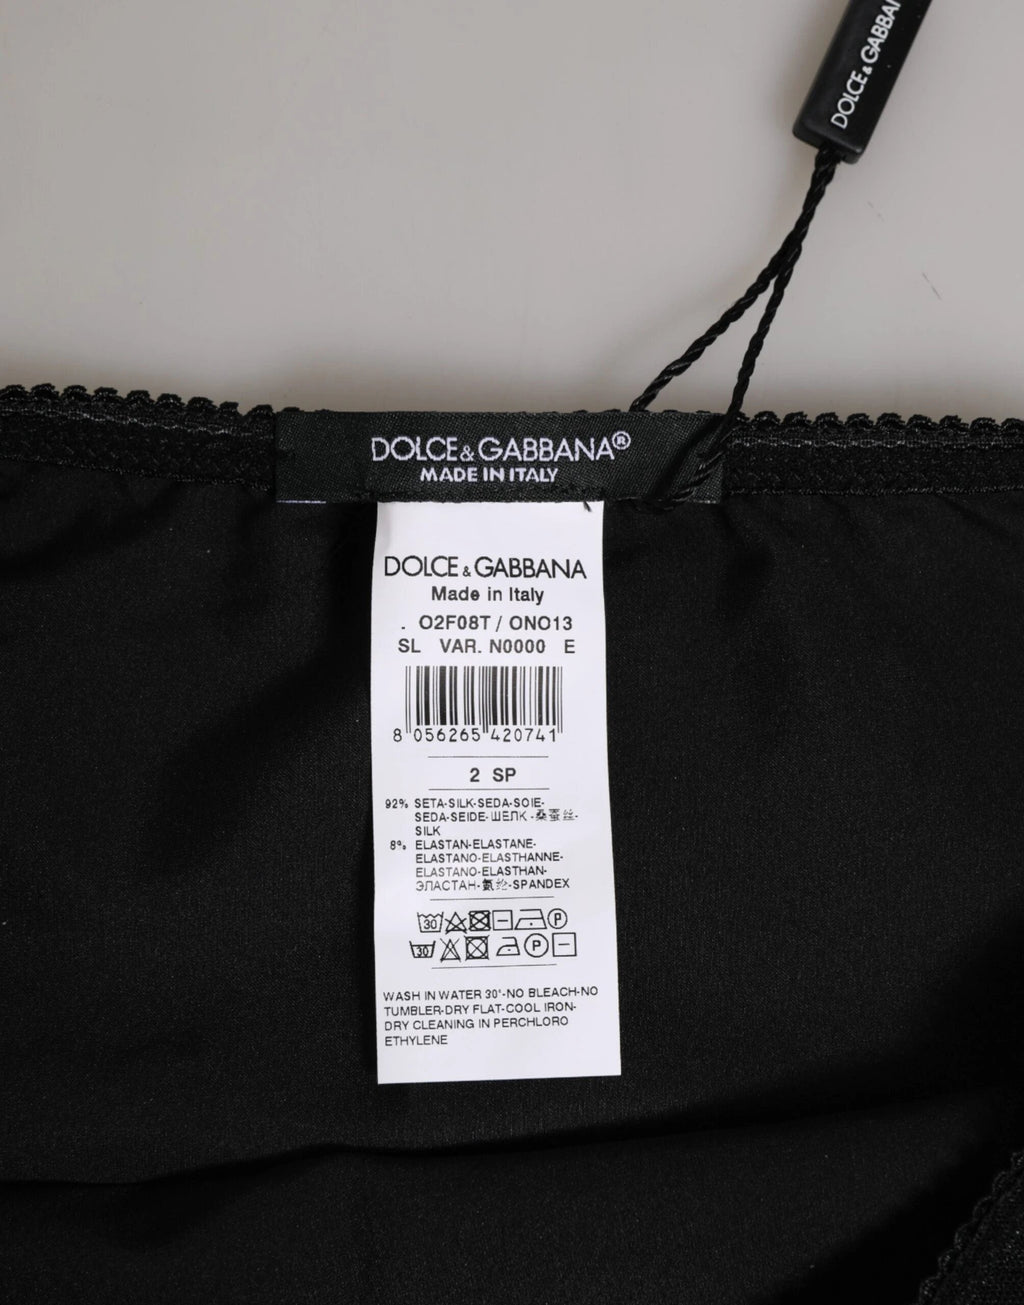 DOLCE&GABBANA
DOLCE&GABBANA®
MADE IN ITALY
DOLCE&GABBANA
Made in Italy
. O2F08T / ONO13
SL VAR. N0000 E
8 056265 420741
2 SP
92% SETA-SILK-SEDA-SOIE-
SEDA-SEIDE-ШЕЛК-桑蚕丝-
SILK
8% ELASTAN-ELASTANE-
ELASTANO-ELASTHANNE-
ELASTANO-ELASTHAN-
ЭЛАСТАН-氨纶-SPANDEX
30 P
30 P
WASH IN WATER 30°-NO BLEACH-NO
TUMBLER-DRY FLAT-COOL IRON-
DRY CLEANING IN PERCHLORO
ETHYLENE